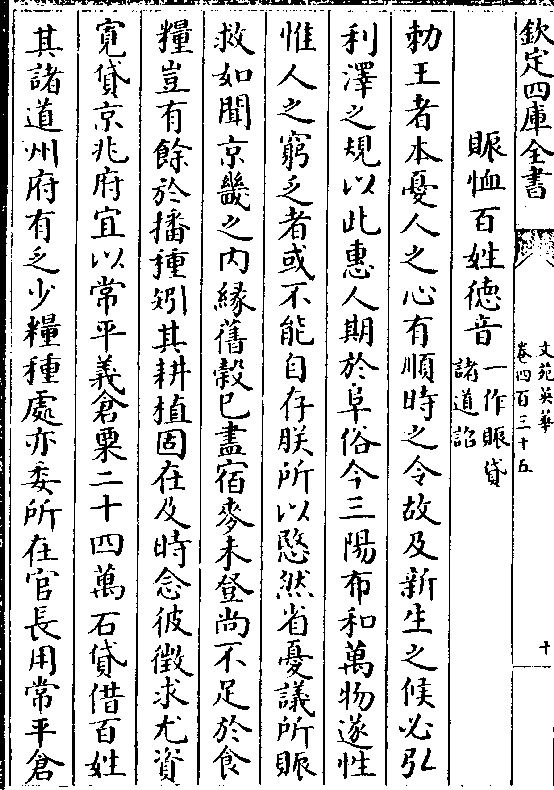 欽定四庫全書
文苑英華
卷四百三十五
十
賑恤百姓德音一作賑貸
諸道詔
勅王者本憂人之心有順時之令故及新生之候必弘
利澤之規以此惠人期於阜俗今三陽布和萬物遂性
惟人之窮乏者或不能自存朕所以愍然省憂議所賑
救如聞京畿之内緣舊榖已盡宿麥未登尚不足於食
糧豈有餘於播種矧其耕植固在及時念彼徵求尤資
寛貸京兆府宜以常平義倉粟二十四萬石貸借百姓
其諸道州府有乏少糧種處亦委所在官長用常平倉